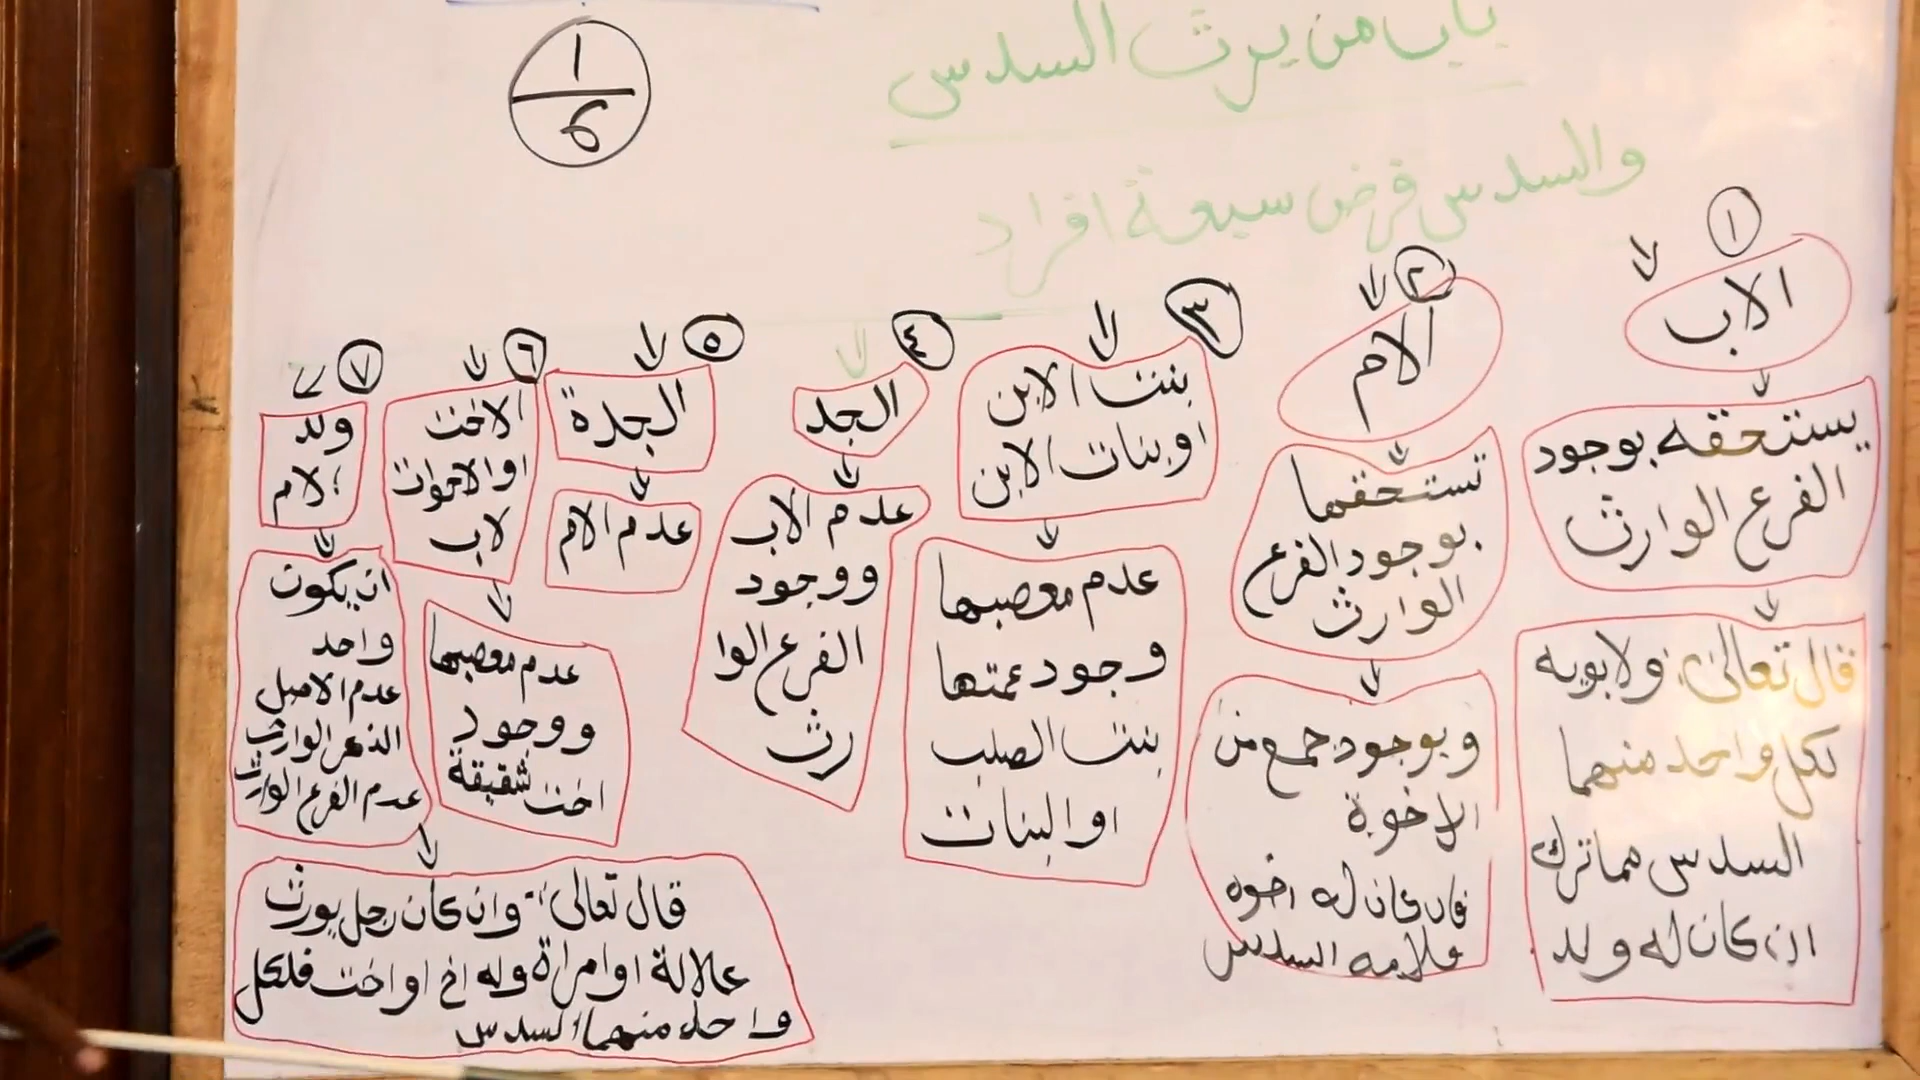 باب من يرث السدس
١
٦
والسدس فرض سبعة افراد
١
الاب
يستحقه بوجود
الفرع الوارث
قال تعالى: ولابويه
لكل واحد منهما
السدس مما ترك
ان كان له ولد
٢
الام
تستحقها
بوجود الفرع
الوارث
و بوجود جمع من
الاخوة
فان كان له اخوه
فلامه السدس
٣
بنت الابن
او بنات الابن
عدم معصبها
وجود عمتها
بنت الصلب
او البنات
٤
الجد
عدم الاب
ووجود
الفرع الوا
رث
٥
الجدة
عدم الام
٦
الاخت
او الاخوات
لاب
عدم معصبها
ووجود
اخت شقيقة
٧
ولد
لام
ان يكون
واحد
عدم الاصل
الذكر الوارث
عدم الفرع الوارث
قال تعالى:- وان كان رجل يورث
علالة او امراة وله اخ او اخت فلكل
واحد منهما السدس